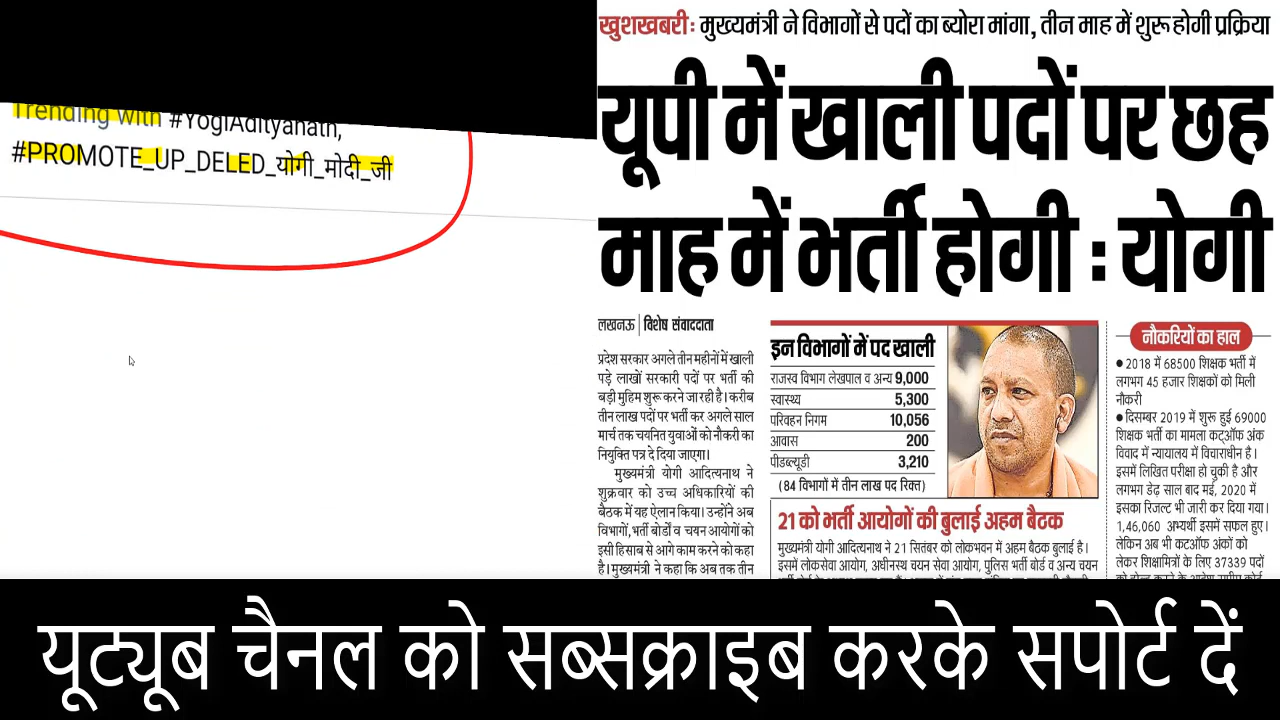 Trending with #YogiAdityanath,
#PROMOTE_UP_DELED_योगी_मोदी_जी
खुशखबरी: मुख्यमंत्री ने विभागों से पदों का ब्योरा मांगा, तीन माह में शुरू होगी प्रक्रिया
यूपी में खाली पदों पर छह
माह में भर्ती होगी : योगी
लखनऊ | विशेष संवाददाता
प्रदेश सरकार अगले तीन महीनों में खाली
पड़े लाखों सरकारी पदों पर भर्ती की
बड़ी मुहिम शुरू करने जा रही है। करीब
तीन लाख पदों पर भर्ती कर अगले साल
मार्च तक चयनित युवाओं को नौकरी का
नियुक्ति पत्र दे दिया जाएगा।
मुख्यमंत्री योगी आदित्यनाथ ने
शुक्रवार को उच्च अधिकारियों की
बैठक में यह ऐलान किया। उन्होंने अब
विभागों, भर्ती बोर्डों व चयन आयोगों को
इसी हिसाब से आगे काम करने को कहा
है। मुख्यमंत्री ने कहा कि अब तक तीन
इन विभागों में पद खाली
राजस्व विभाग लेखपाल व अन्य 9,000
स्वास्थ्य 5,300
परिवहन निगम 10,056
आवास 200
पीडब्ल्यूडी 3,210
(84 विभागों में तीन लाख पद रिक्त)
21 को भर्ती आयोगों की बुलाई अहम बैठक
मुख्यमंत्री योगी आदित्यनाथ ने 21 सितंबर को लोकभवन में अहम बैठक बुलाई है।
इसमें लोकसेवा आयोग, अधीनस्थ चयन सेवा आयोग, पुलिस भर्ती बोर्ड व अन्य चयन
नौकरियों का हाल
● 2018 में 68500 शिक्षक भर्ती में
लगभग 45 हजार शिक्षकों को मिली
नौकरी
● दिसम्बर 2019 में शुरू हुई 69000
शिक्षक भर्ती का मामला कट्ऑफ अंक
विवाद में न्यायालय में विचाराधीन है।
इसमें लिखित परीक्षा हो चुकी है और
लगभग डेढ़ साल बाद मई, 2020 में
इसका रिजल्ट भी जारी कर दिया गया।
1,46,060 अभ्यर्थी इसमें सफल हुए।
लेकिन अब भी कटऑफ अंकों को
लेकर शिक्षामित्रों के लिए 37339 पदों
यूट्यूब चैनल को सब्सक्राइब करके सपोर्ट दें